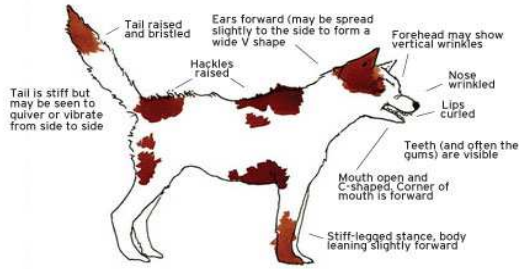 Tail raised
and bristled
Ears forward (may be spread
slightly to the side to form a
wide V shape
Forehead may show
vertical wrinkles
Hackles
raised
Nose
wrinkled
Lips
curled
Tail is stiff but
may be seen to
quiver or vibrate
from side to side
Teeth (and often the
gums) are visible
Mouth open and
C-shaped, Corner of
mouth is forward
Stiff-legged stance, body
leaning slightly forward